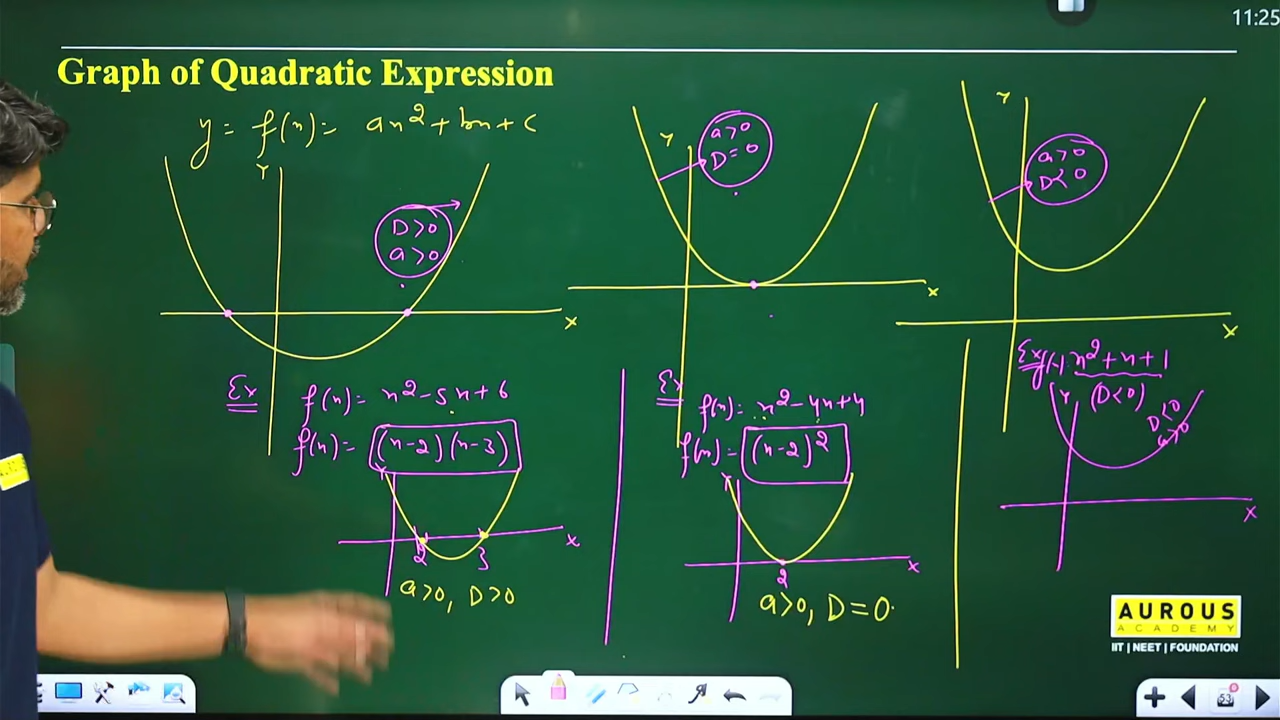 11:25
Graph of Quadratic Expression
y = f(x) = ax² + bx + c
Y
D>0
a>0
X
Y
a>0
D=0
X
Y
a>0
D<0
X
Ex f(x) = x² - 5x + 6
f(x) = (x-2)(x-3)
Y
2 3
X
a>0, D>0
Ex f(x) = x² - 4x + 4
f(x) = (x-2)²
Y
2
X
a>0, D=0
Ex f(x) = x² + x + 1
(D<0)
Y
D<0
a>0
X
AUROUS
ACADEMY
IIT | NEET | FOUNDATION
AUROUS
53